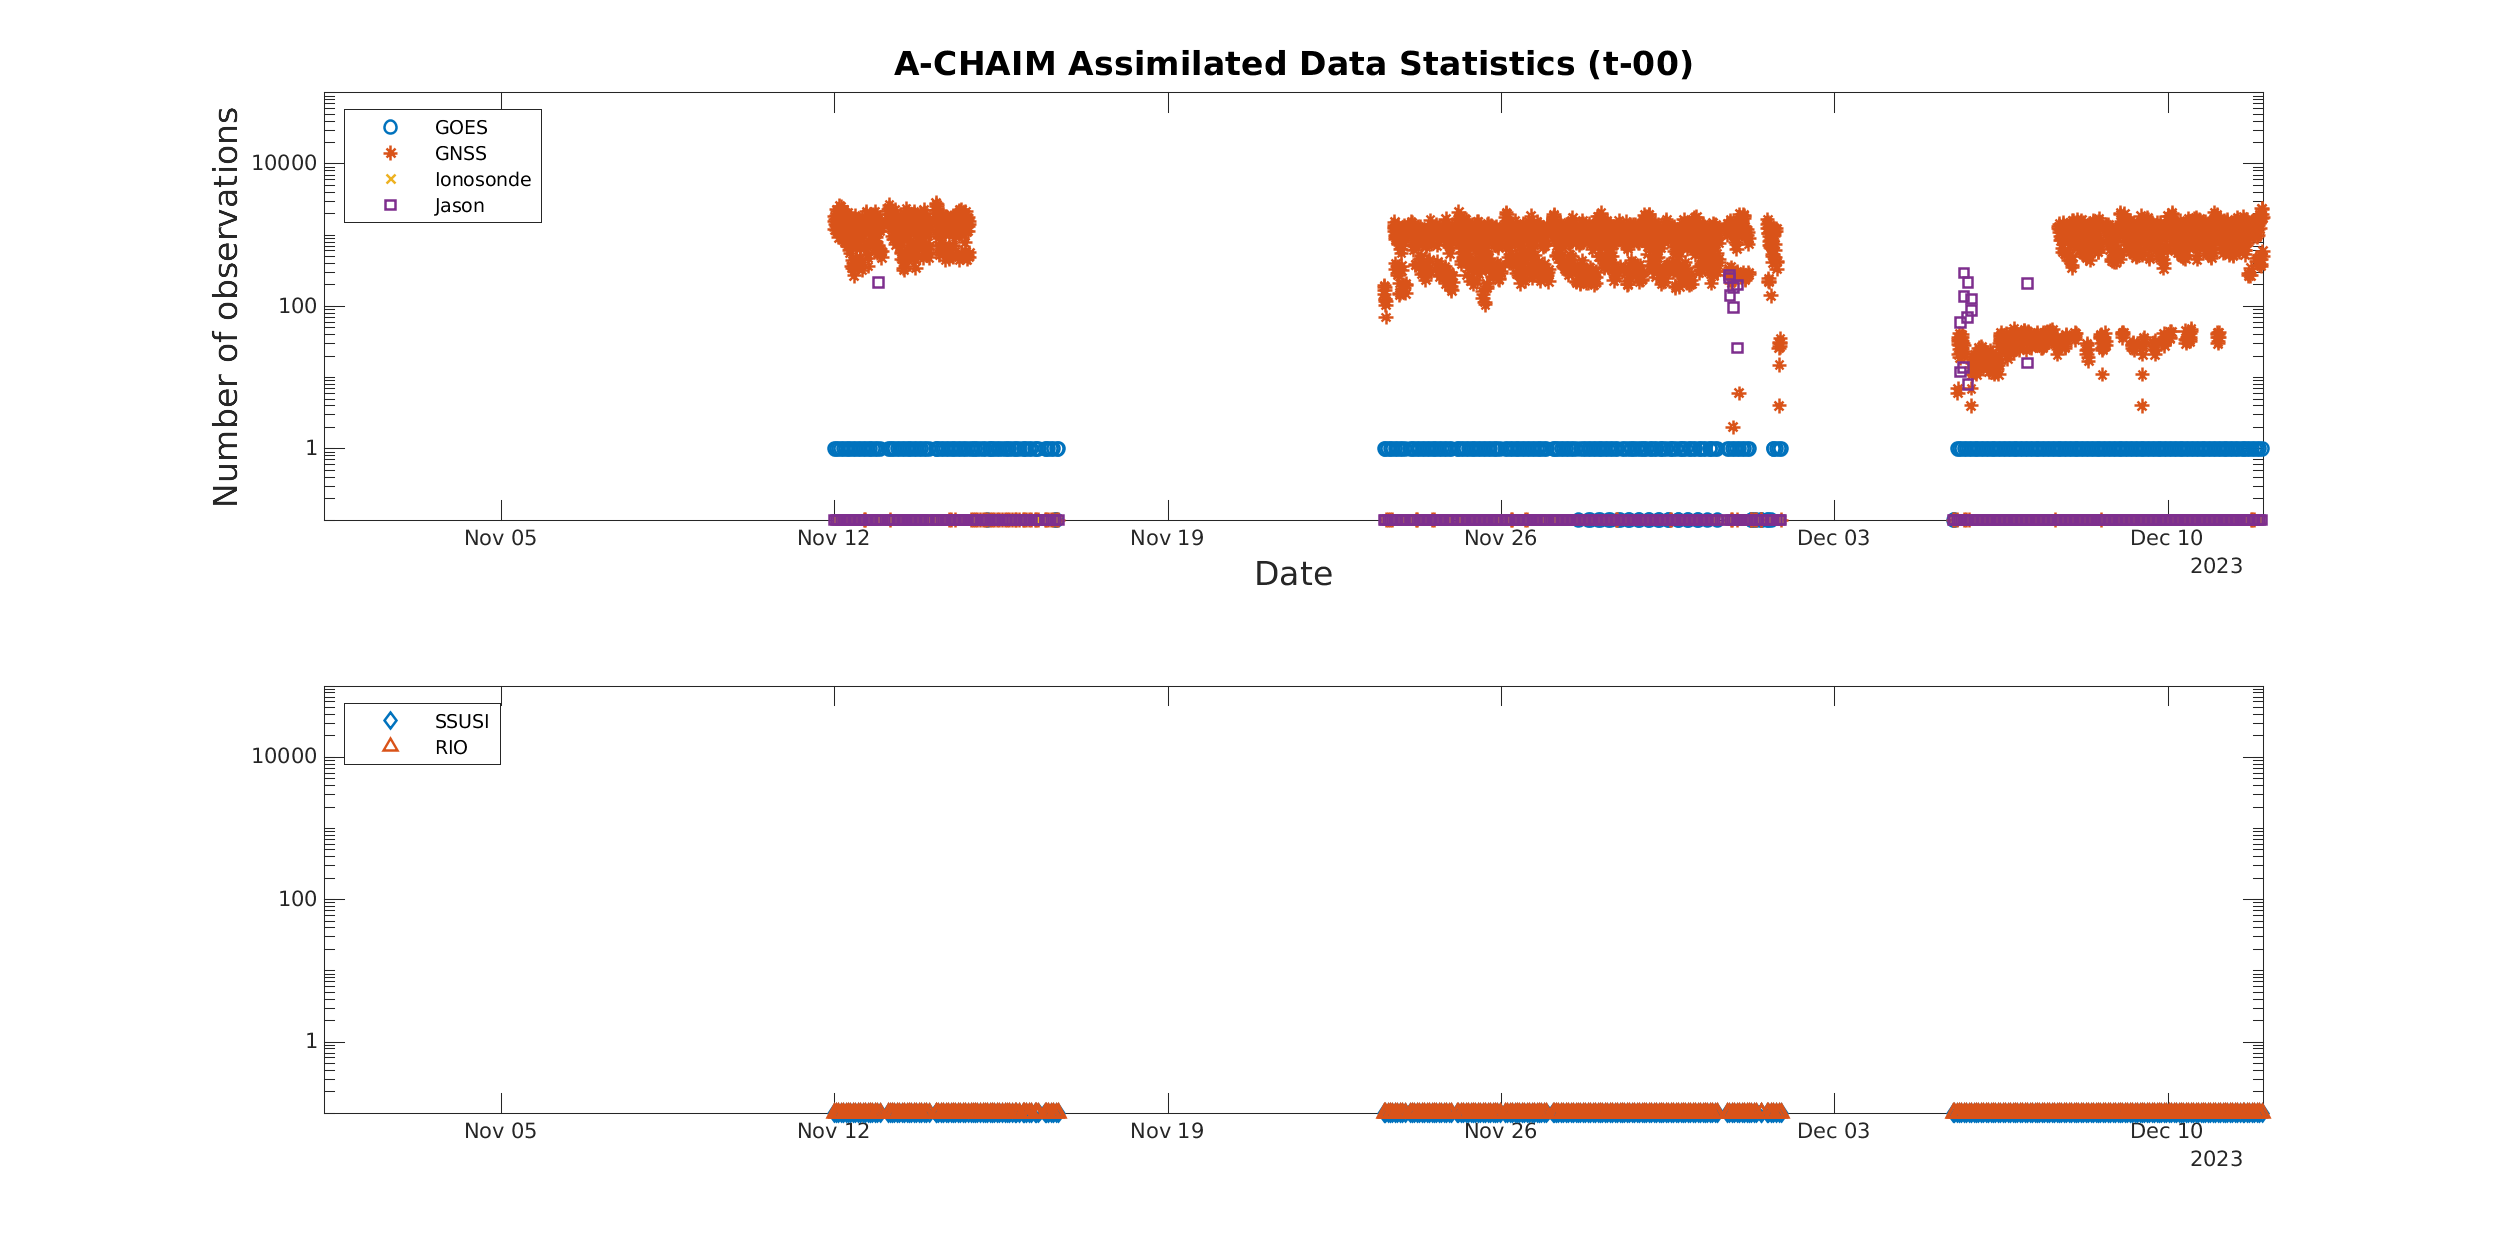 A-CHAIM Assimilated Data Statistics (t-00)
Number of observations
10000
100
1
GOES
GNSS
Ionosonde
Jason
Nov 05 Nov 12 Nov 19 Nov 26 Dec 03 Dec 10
2023
Date
10000
100
1
SSUSI
RIO
Nov 05 Nov 12 Nov 19 Nov 26 Dec 03 Dec 10
2023